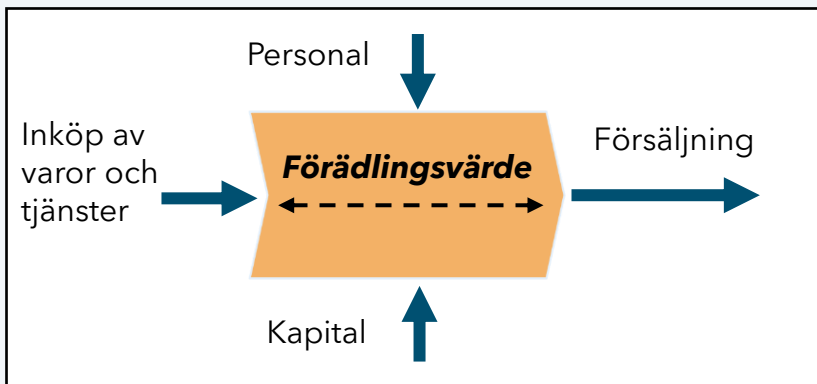 Personal
Inköp av
varor och
tjänster
Förädlingsvärde
Försäljning
Kapital